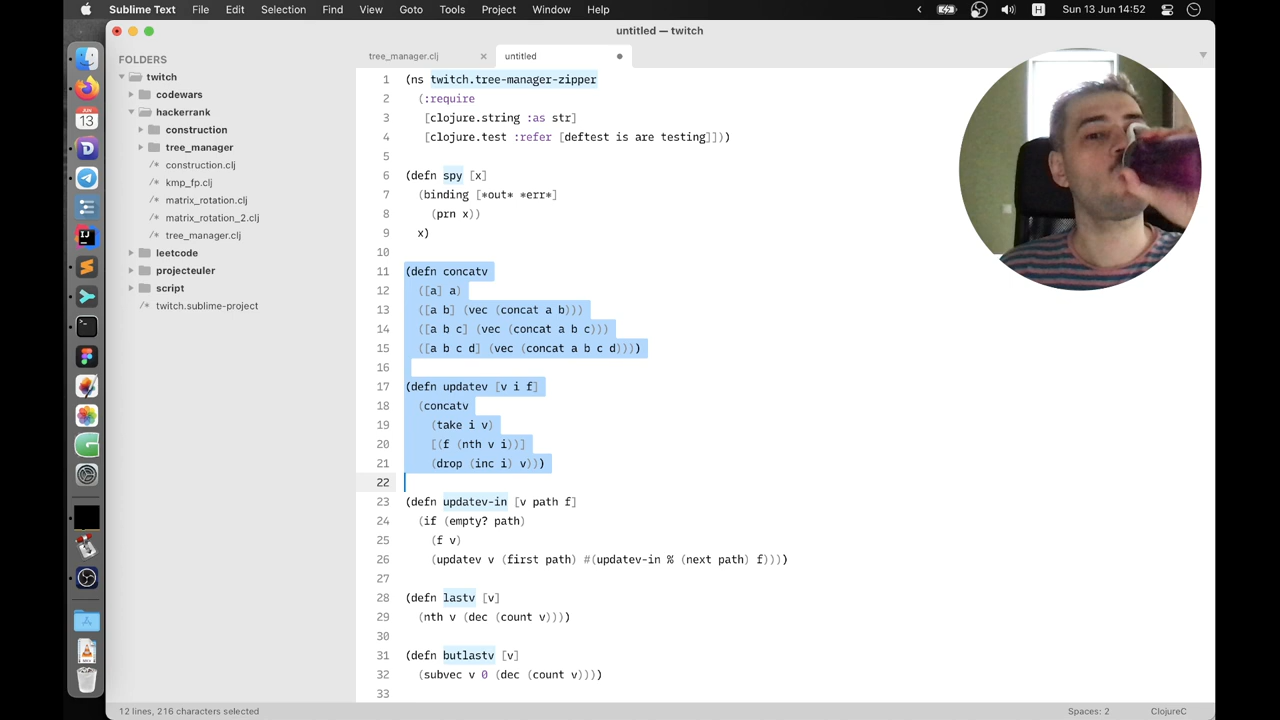 Sublime Text File Edit Selection Find View Goto Tools Project Window Help H Sun 13 Jun 14:52
untitled — twitch
FOLDERS
twitch
codewars
hackerrank
construction
tree_manager
/* construction.clj
/* kmp_fp.clj
/* matrix_rotation.clj
/* matrix_rotation_2.clj
/* tree_manager.clj
leetcode
projecteuler
script
/* twitch.sublime-project
tree_manager.clj untitled
1 (ns twitch.tree-manager-zipper
2 (:require
3 [clojure.string :as str]
4 [clojure.test :refer [deftest is are testing]]))
5
6 (defn spy [x]
7 (binding [*out* *err*]
8 (prn x))
9 x)
10
11 (defn concatv
12 ([a] a)
13 ([a b] (vec (concat a b)))
14 ([a b c] (vec (concat a b c)))
15 ([a b c d] (vec (concat a b c d))))
16
17 (defn updatev [v i f]
18 (concatv
19 (take i v)
20 [(f (nth v i))]
21 (drop (inc i) v)))
22
23 (defn updatev-in [v path f]
24 (if (empty? path)
25 (f v)
26 (updatev v (first path) #(updatev-in % (next path) f))))
27
28 (defn lastv [v]
29 (nth v (dec (count v))))
30
31 (defn butlastv [v]
32 (subvec v 0 (dec (count v))))
33
JUN
13
IJ
12 lines, 216 characters selected Spaces: 2 ClojureC